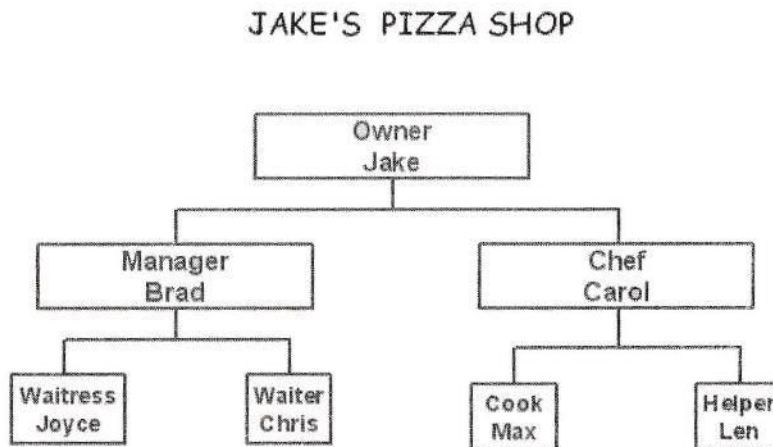 JAKE'S PIZZA SHOP
Owner
Jake
Manager
Brad
Chef
Carol
Waitress
Joyce
Waiter
Chris
Cook
Max
Helper
Len